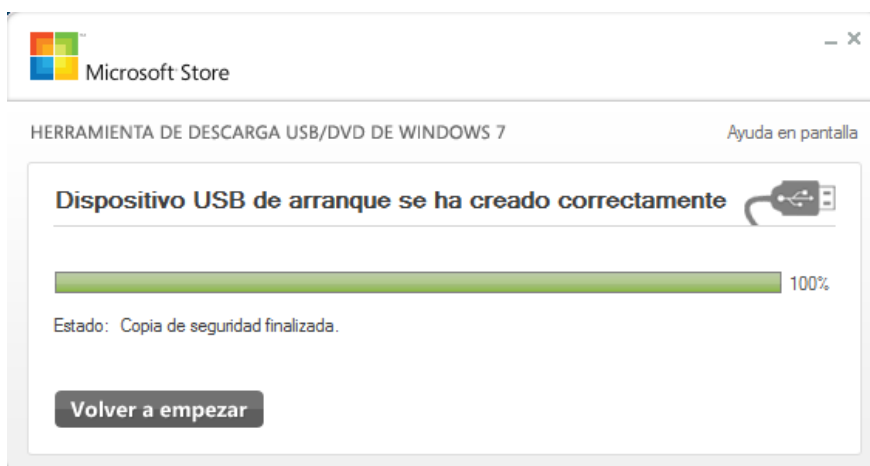 Microsoft Store
HERRAMIENTA DE DESCARGA USB/DVD DE WINDOWS 7
Ayuda en pantalla
Dispositivo USB de arranque se ha creado correctamente
100%
Estado: Copia de seguridad finalizada.
Volver a empezar